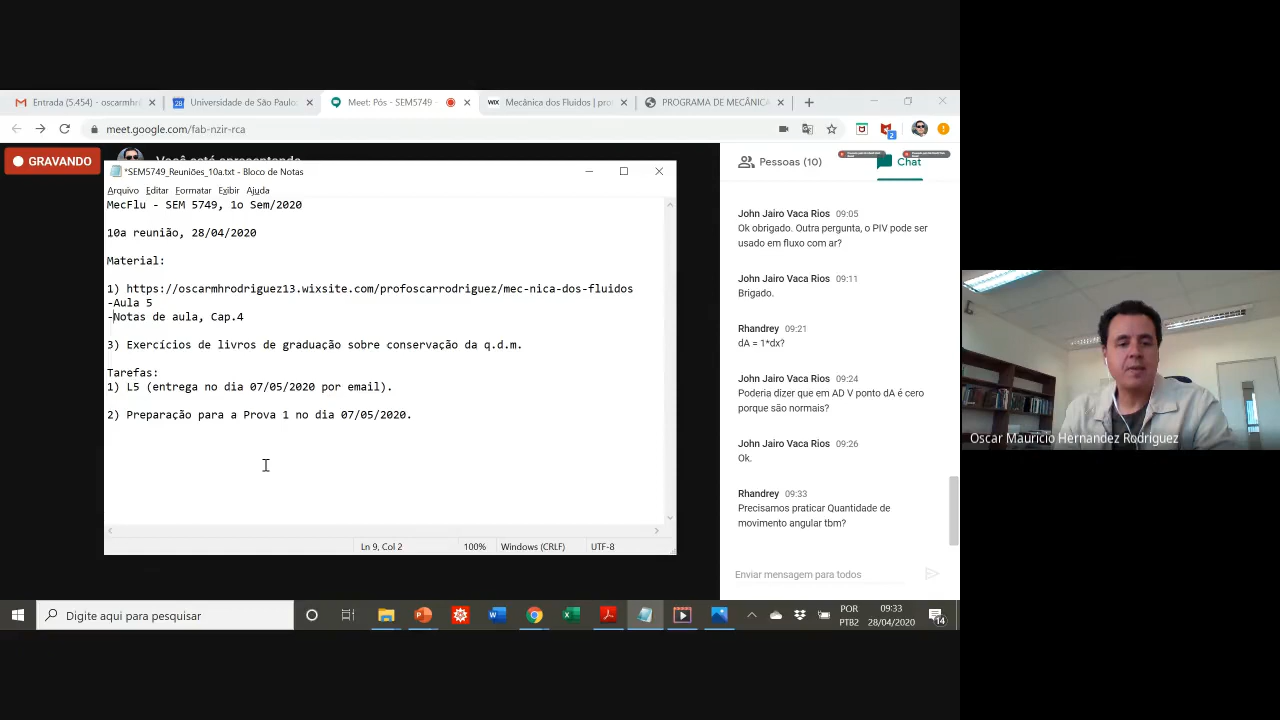 Entrada (5.454) - oscarmhr
Universidade de São Paulo
Meet: Pós - SEM5749 -
WIX Mecânica dos Fluidos | pro
PROGRAMA DE MECÂNICA
meet.google.com/fab-nzir-rca
2
GRAVANDO
Você está apresentando
*SEM5749_Reuniões_10a.txt - Bloco de Notas
Arquivo Editar Formatar Exibir Ajuda
MecFlu - SEM 5749, 1o Sem/2020
10a reunião, 28/04/2020
Material:
1) https://oscarmhrodriguez13.wixsite.com/profoscarrodriguez/mec-nica-dos-fluidos
-Aula 5
-Notas de aula, Cap.4
3) Exercícios de livros de graduação sobre conservação da q.d.m.
Tarefas:
1) L5 (entrega no dia 07/05/2020 por email).
2) Preparação para a Prova 1 no dia 07/05/2020.
Ln 9, Col 2
100%
Windows (CRLF)
UTF-8
Pessoas (10)
Chat
John Jairo Vaca Rios 09:05
Ok obrigado. Outra pergunta, o PIV pode ser
usado em fluxo com ar?
John Jairo Vaca Rios 09:11
Brigado.
Rhandrey 09:21
dA = 1*dx?
John Jairo Vaca Rios 09:24
Poderia dizer que em AD V ponto dA é cero
porque são normais?
John Jairo Vaca Rios 09:26
Ok.
Rhandrey 09:33
Precisamos praticar Quantidade de
movimento angular tbm?
Enviar mensagem para todos
Oscar Mauricio Hernandez Rodriguez
Digite aqui para pesquisar
POR
PTB2
09:33
28/04/2020
14